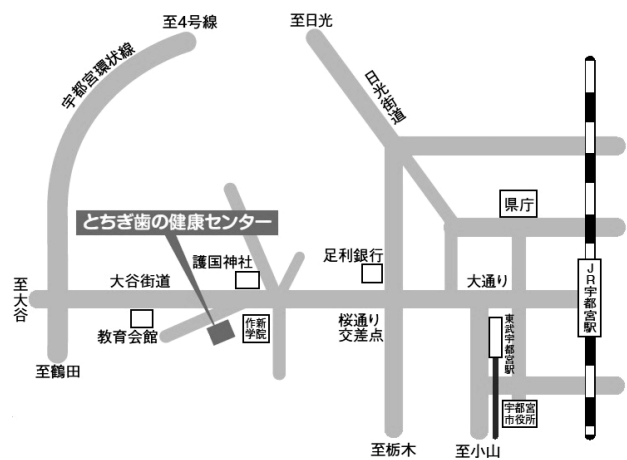 至4号線
至日光
宇都宮環状線
日光街道
県庁
とちぎ歯の健康センター
護国神社
足利銀行
至大谷
大谷街道
大通り
JR宇都宮駅
教育会館
作新
学院
桜通り
交差点
東武宇都宮駅
至鶴田
宇都宮
市役所
至栃木
至小山